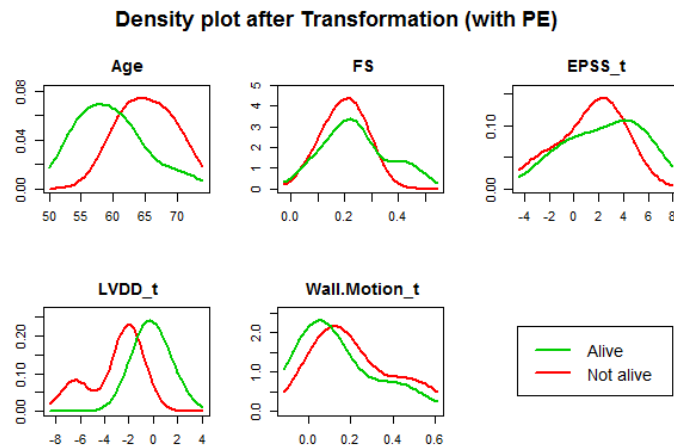 Density plot after Transformation (with PE)
Age
FS
EPSS_t
0.00 0.04 0.08
50 55 60 65 70
0 1 2 3 4 5
0.0 0.2 0.4
0.00 0.10
-4 -2 0 2 4 6 8
LVDD_t
Wall.Motion_t
0.00 0.10 0.20
-8 -6 -4 -2 0 2 4
0.0 1.0 2.0
0.0 0.2 0.4 0.6
Alive
Not alive